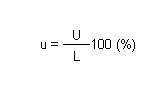 u = U
L 100 (%)